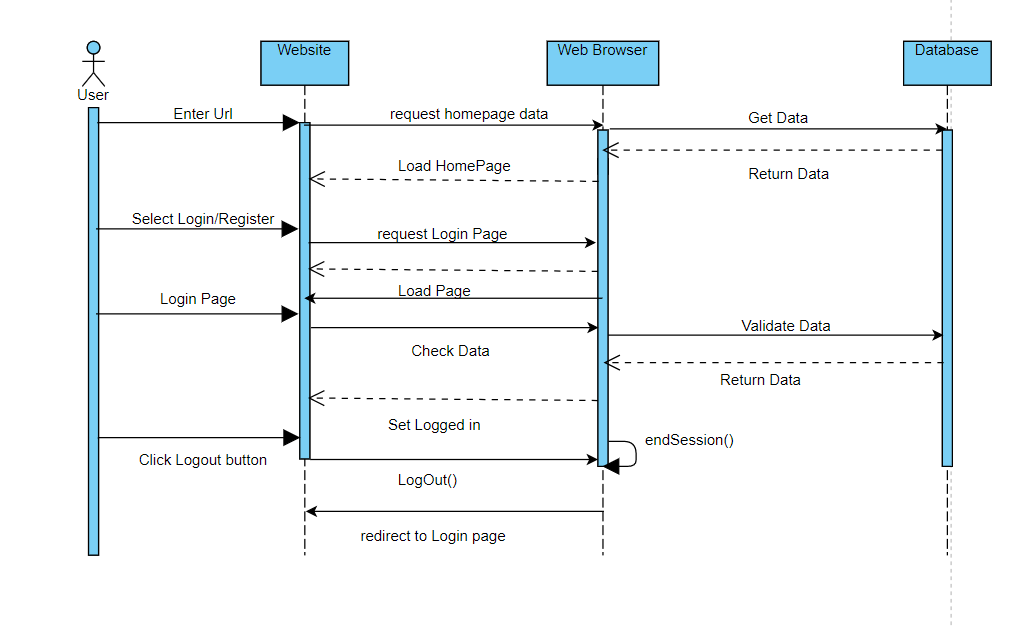 Website
Web Browser
Database
User
Enter Url
request homepage data
Get Data
Load HomePage
Return Data
Select Login/Register
request Login Page
Load Page
Login Page
Validate Data
Check Data
Return Data
Set Logged in
endSession()
Click Logout button
LogOut()
redirect to Login page